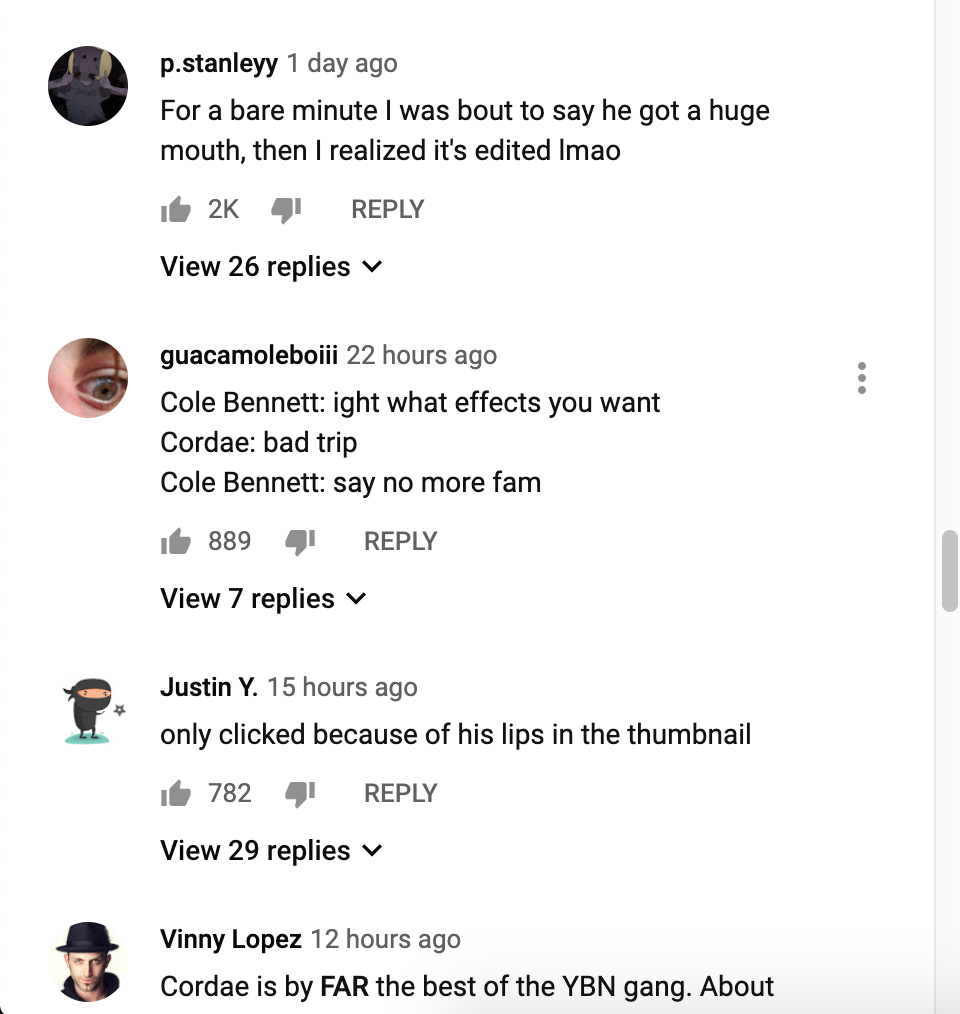 p.stanleyy 1 day ago
For a bare minute I was bout to say he got a huge
mouth, then I realized it's edited lmao
2K REPLY
View 26 replies
guacamoleboiii 22 hours ago
Cole Bennett: ight what effects you want
Cordae: bad trip
Cole Bennett: say no more fam
889 REPLY
View 7 replies
Justin Y. 15 hours ago
only clicked because of his lips in the thumbnail
782 REPLY
View 29 replies
Vinny Lopez 12 hours ago
Cordae is by FAR the best of the YBN gang. About